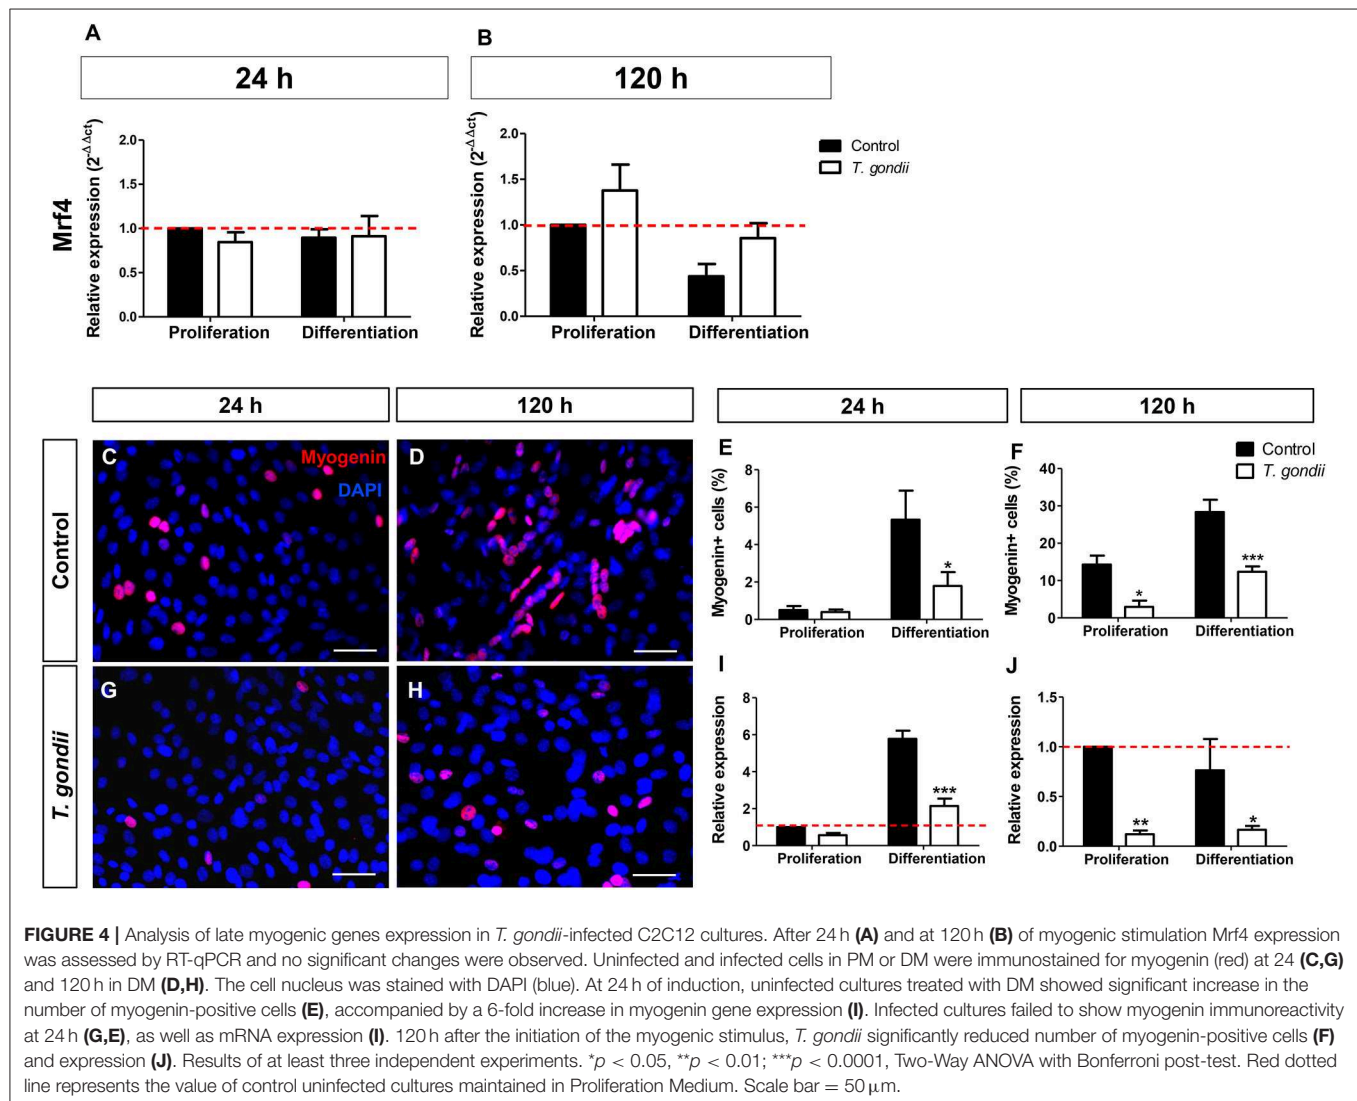 A
B
24 h
120 h
Mrf4
Relative expression (2-ΔΔct)
2.0
1.5
1.0
0.5
0.0
Proliferation
Differentiation
Relative expression (2-ΔΔct)
2.0
1.5
1.0
0.5
0.0
Proliferation
Differentiation
Control
T. gondii
24 h
120 h
24 h
120 h
Control
T. gondii
C
Myogenin
DAPI
D
G
H
E
Myogenin+ cells (%)
8
6
4
2
0
*
Proliferation
Differentiation
F
Myogenin+ cells (%)
40
30
20
10
0
*
***
Proliferation
Differentiation
Control
T. gondii
I
Relative expression
8
6
4
2
0
***
Proliferation
Differentiation
J
Relative expression
1.5
1.0
0.5
0.0
**
*
Proliferation
Differentiation
FIGURE 4 | Analysis of late myogenic genes expression in T. gondii-infected C2C12 cultures. After 24 h (A) and at 120 h (B) of myogenic stimulation Mrf4 expression
was assessed by RT-qPCR and no significant changes were observed. Uninfected and infected cells in PM or DM were immunostained for myogenin (red) at 24 (C,G)
and 120 h in DM (D,H). The cell nucleus was stained with DAPI (blue). At 24 h of induction, uninfected cultures treated with DM showed significant increase in the
number of myogenin-positive cells (E), accompanied by a 6-fold increase in myogenin gene expression (I). Infected cultures failed to show myogenin immunoreactivity
at 24 h (G,E), as well as mRNA expression (I). 120 h after the initiation of the myogenic stimulus, T. gondii significantly reduced number of myogenin-positive cells (F)
and expression (J). Results of at least three independent experiments. *p < 0.05, **p < 0.01; ***p < 0.0001, Two-Way ANOVA with Bonferroni post-test. Red dotted
line represents the value of control uninfected cultures maintained in Proliferation Medium. Scale bar = 50 μm.